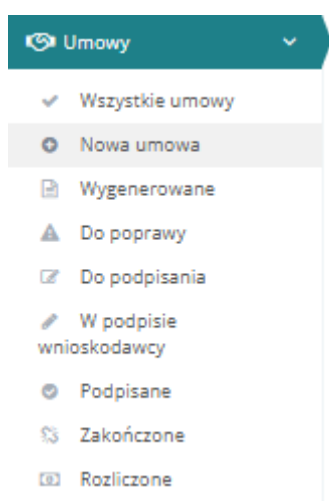 Umowy
Wszystkie umowy
Nowa umowa
Wygenerowane
Do poprawy
Do podpisania
W podpisie
wnioskodawcy
Podpisane
Zakończone
Rozliczone